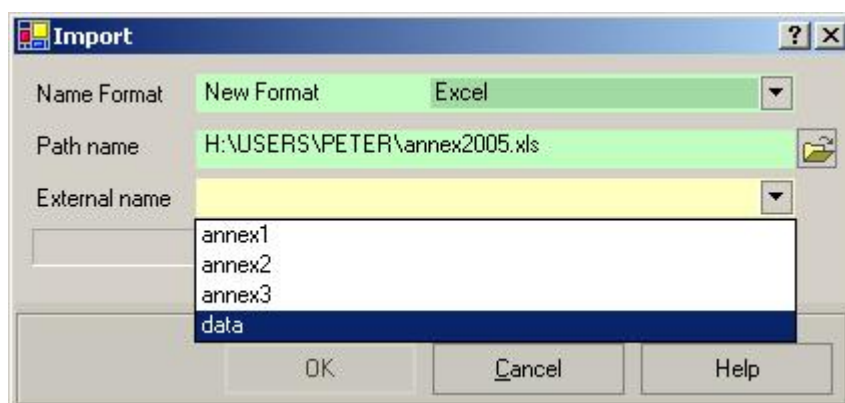 Import
Name Format New Format Excel
Path name H:\USERS\PETER\annex2005.xls
External name
annex1
annex2
annex3
data
OK Cancel Help